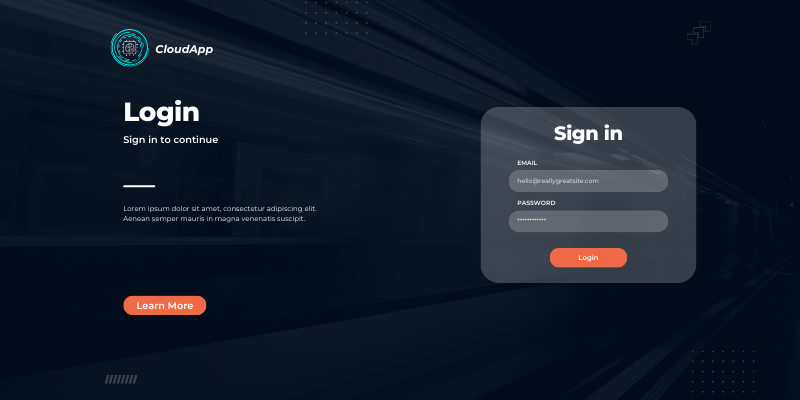 CloudApp
Login
Sign in to continue
Lorem ipsum dolor sit amet, consectetur adipiscing elit.
Aenean semper mauris in magna venenatis suscipit.
Learn More
Sign in
EMAIL
hello@reallygreatsite.com
PASSWORD
************
Login